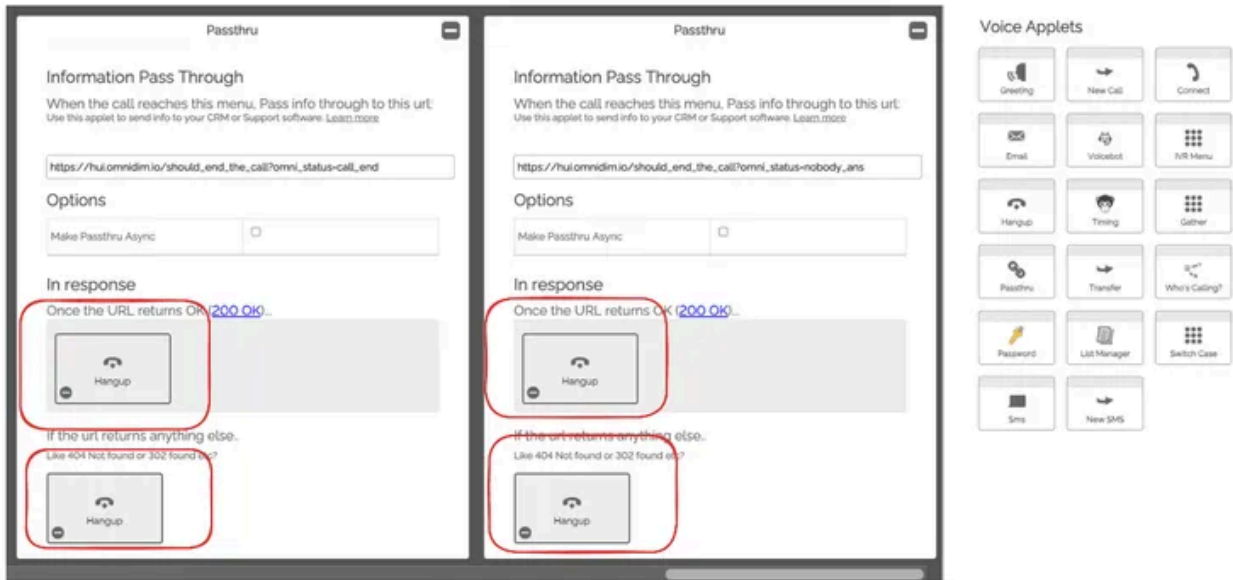 Passthru
Information Pass Through
When the call reaches this menu, Pass info through to this url:
Use this applet to send info to your CRM or Support software. Learn more
https://hui.omnidim.io/should_end_the_call?omni_status=call_end
Options
Make Passthru Async
In response
Once the URL returns OK (200 OK)...
Hangup
If the url returns anything else..
Like 404 Not found or 302 found etc?
Hangup
Passthru
Information Pass Through
When the call reaches this menu, Pass info through to this url:
Use this applet to send info to your CRM or Support software. Learn more
https://hui.omnidim.io/should_end_the_call?omni_status=nobody_ans
Options
Make Passthru Async
In response
Once the URL returns OK (200 OK)...
Hangup
If the url returns anything else..
Like 404 Not found or 302 found etc?
Hangup
Voice Applets
Greeting
New Call
Connect
Email
Voicebot
IVR Menu
Hangup
Timing
Gather
Passthru
Transfer
Who's Calling?
Password
List Manager
Switch Case
Sms
New SMS